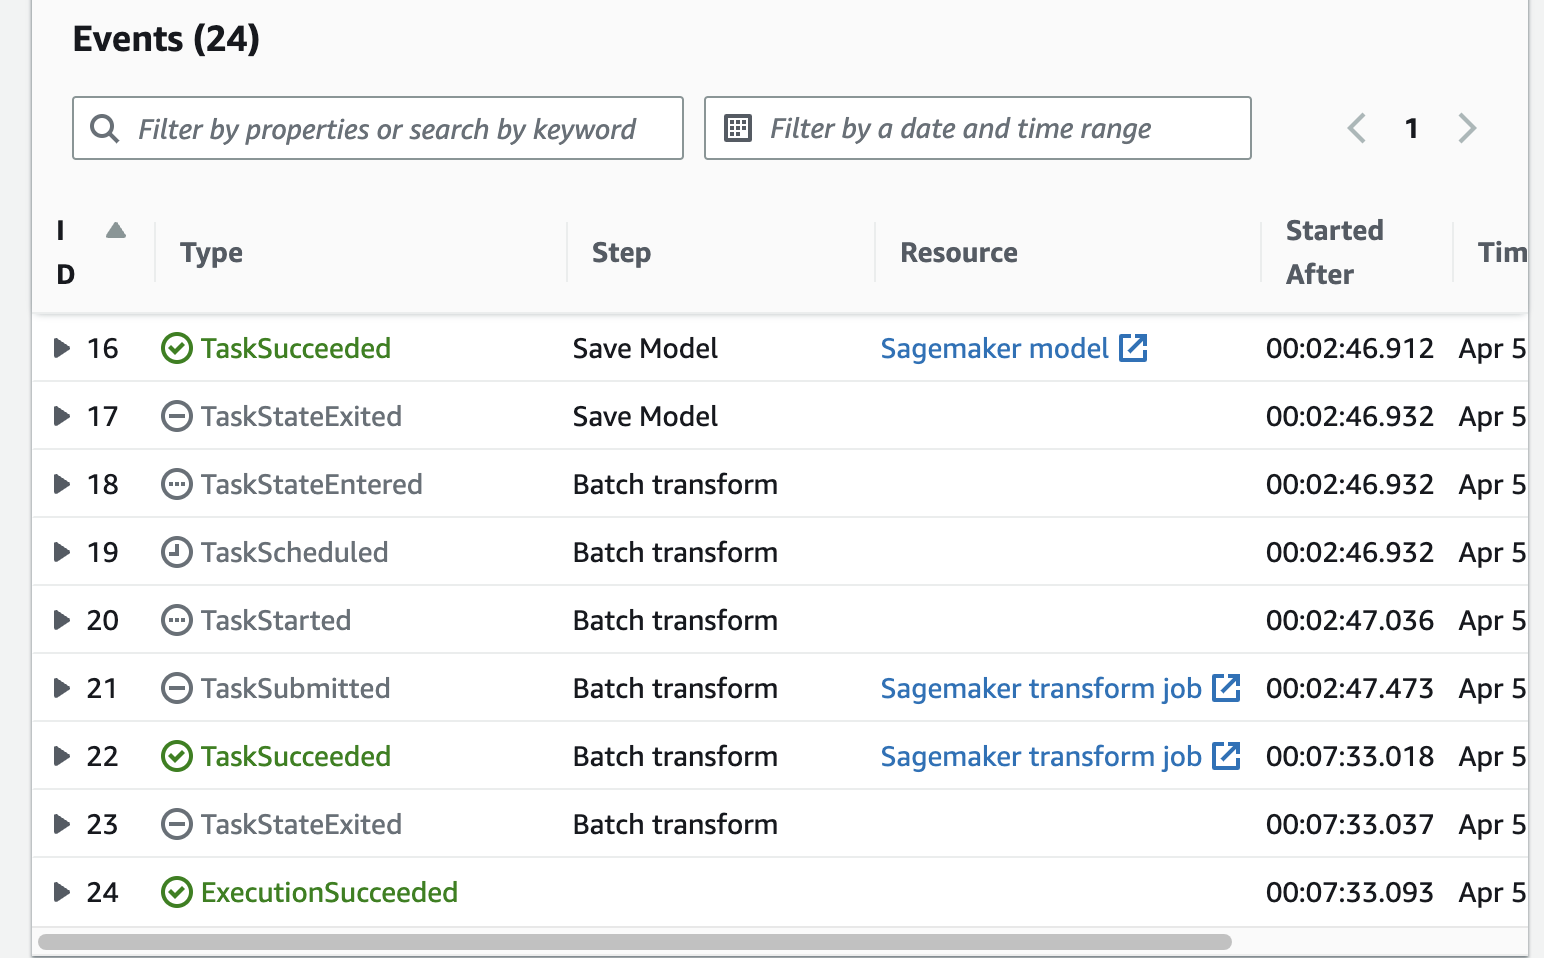 Events (24)
Filter by properties or search by keyword
Filter by a date and time range
1
ID Type Step Resource Started After Tim
16 TaskSucceeded Save Model Sagemaker model 00:02:46.912 Apr 5
17 TaskStateExited Save Model 00:02:46.932 Apr 5
18 TaskStateEntered Batch transform 00:02:46.932 Apr 5
19 TaskScheduled Batch transform 00:02:46.932 Apr 5
20 TaskStarted Batch transform 00:02:47.036 Apr 5
21 TaskSubmitted Batch transform Sagemaker transform job 00:02:47.473 Apr 5
22 TaskSucceeded Batch transform Sagemaker transform job 00:07:33.018 Apr 5
23 TaskStateExited Batch transform 00:07:33.037 Apr 5
24 ExecutionSucceeded 00:07:33.093 Apr 5